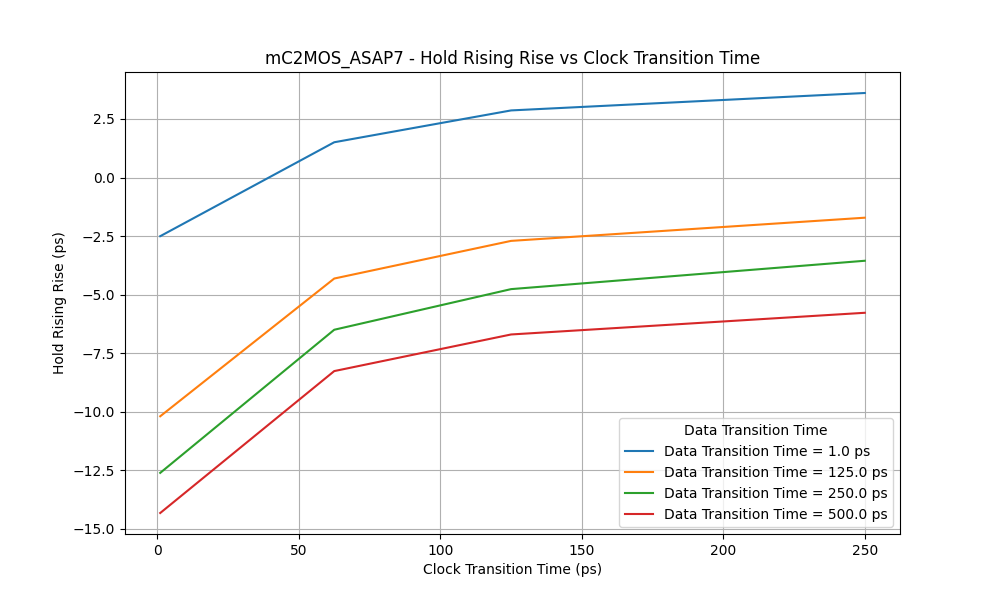 mC2MOS_ASAP7 - Hold Rising Rise vs Clock Transition Time
Hold Rising Rise (ps)
2.5
0.0
−2.5
−5.0
−7.5
−10.0
−12.5
−15.0
0 50 100 150 200 250
Clock Transition Time (ps)
Data Transition Time
Data Transition Time = 1.0 ps
Data Transition Time = 125.0 ps
Data Transition Time = 250.0 ps
Data Transition Time = 500.0 ps